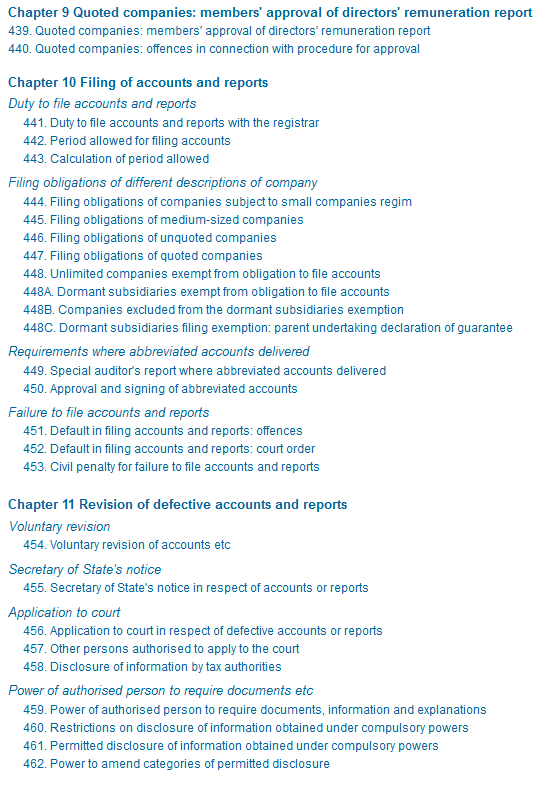 Chapter 9 Quoted companies: members' approval of directors' remuneration report
439. Quoted companies: members' approval of directors' remuneration report
440. Quoted companies: offences in connection with procedure for approval
Chapter 10 Filing of accounts and reports
Duty to file accounts and reports
441. Duty to file accounts and reports with the registrar
442. Period allowed for filing accounts
443. Calculation of period allowed
Filing obligations of different descriptions of company
444. Filing obligations of companies subject to small companies regim
445. Filing obligations of medium-sized companies
446. Filing obligations of unquoted companies
447. Filing obligations of quoted companies
448. Unlimited companies exempt from obligation to file accounts
448A. Dormant subsidiaries exempt from obligation to file accounts
448B. Companies excluded from the dormant subsidiaries exemption
448C. Dormant subsidiaries filing exemption: parent undertaking declaration of guarantee
Requirements where abbreviated accounts delivered
449. Special auditor's report where abbreviated accounts delivered
450. Approval and signing of abbreviated accounts
Failure to file accounts and reports
451. Default in filing accounts and reports: offences
452. Default in filing accounts and reports: court order
453. Civil penalty for failure to file accounts and reports
Chapter 11 Revision of defective accounts and reports
Voluntary revision
454. Voluntary revision of accounts etc
Secretary of State's notice
455. Secretary of State's notice in respect of accounts or reports
Application to court
456. Application to court in respect of defective accounts or reports
457. Other persons authorised to apply to the court
458. Disclosure of information by tax authorities
Power of authorised person to require documents etc
459. Power of authorised person to require documents, information and explanations
460. Restrictions on disclosure of information obtained under compulsory powers
461. Permitted disclosure of information obtained under compulsory powers
462. Power to amend categories of permitted disclosure